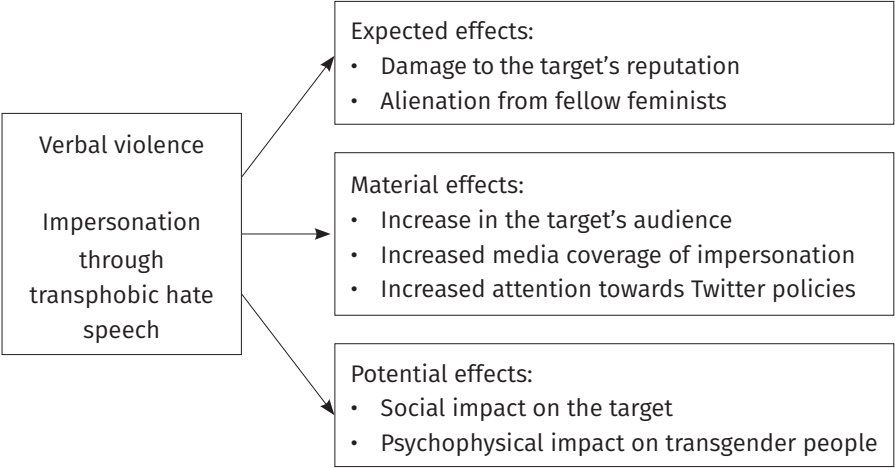 Verbal violence
Impersonation
through
transphobic hate
speech
Expected effects:
• Damage to the target’s reputation
• Alienation from fellow feminists
Material effects:
• Increase in the target’s audience
• Increased media coverage of impersonation
• Increased attention towards Twitter policies
Potential effects:
• Social impact on the target
• Psychophysical impact on transgender people